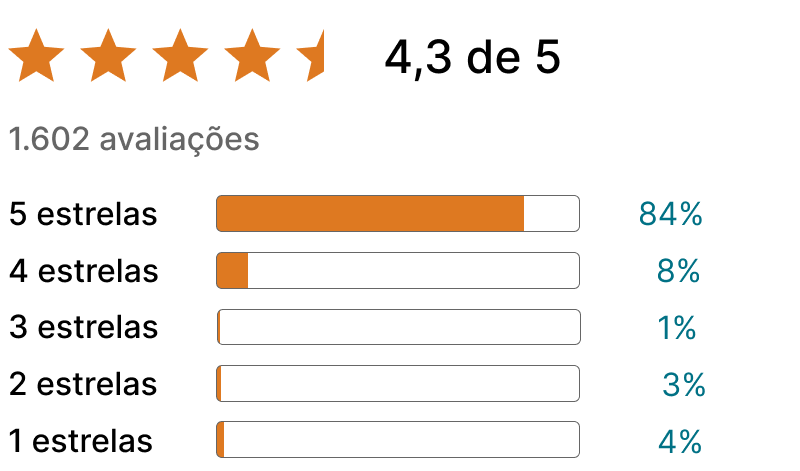 4,3 de 5
1.602 avaliações
5 estrelas 84%
4 estrelas 8%
3 estrelas 1%
2 estrelas 3%
1 estrelas 4%